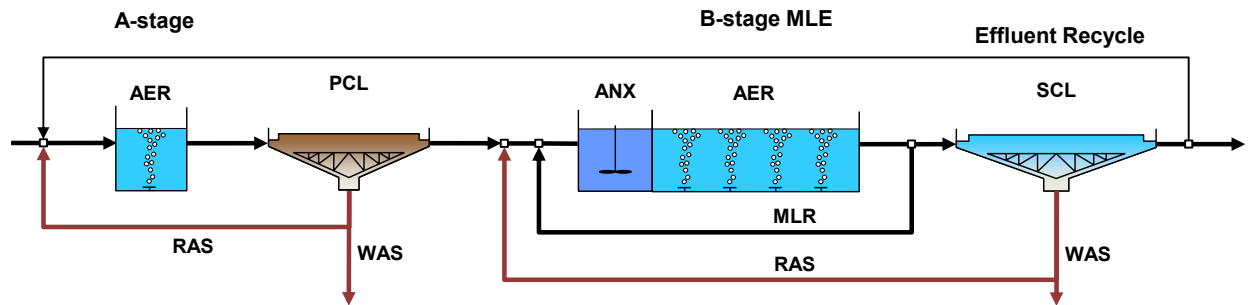 A-stage
B-stage MLE
Effluent Recycle
AER
PCL
ANX
AER
SCL
MLR
RAS
WAS
RAS
WAS